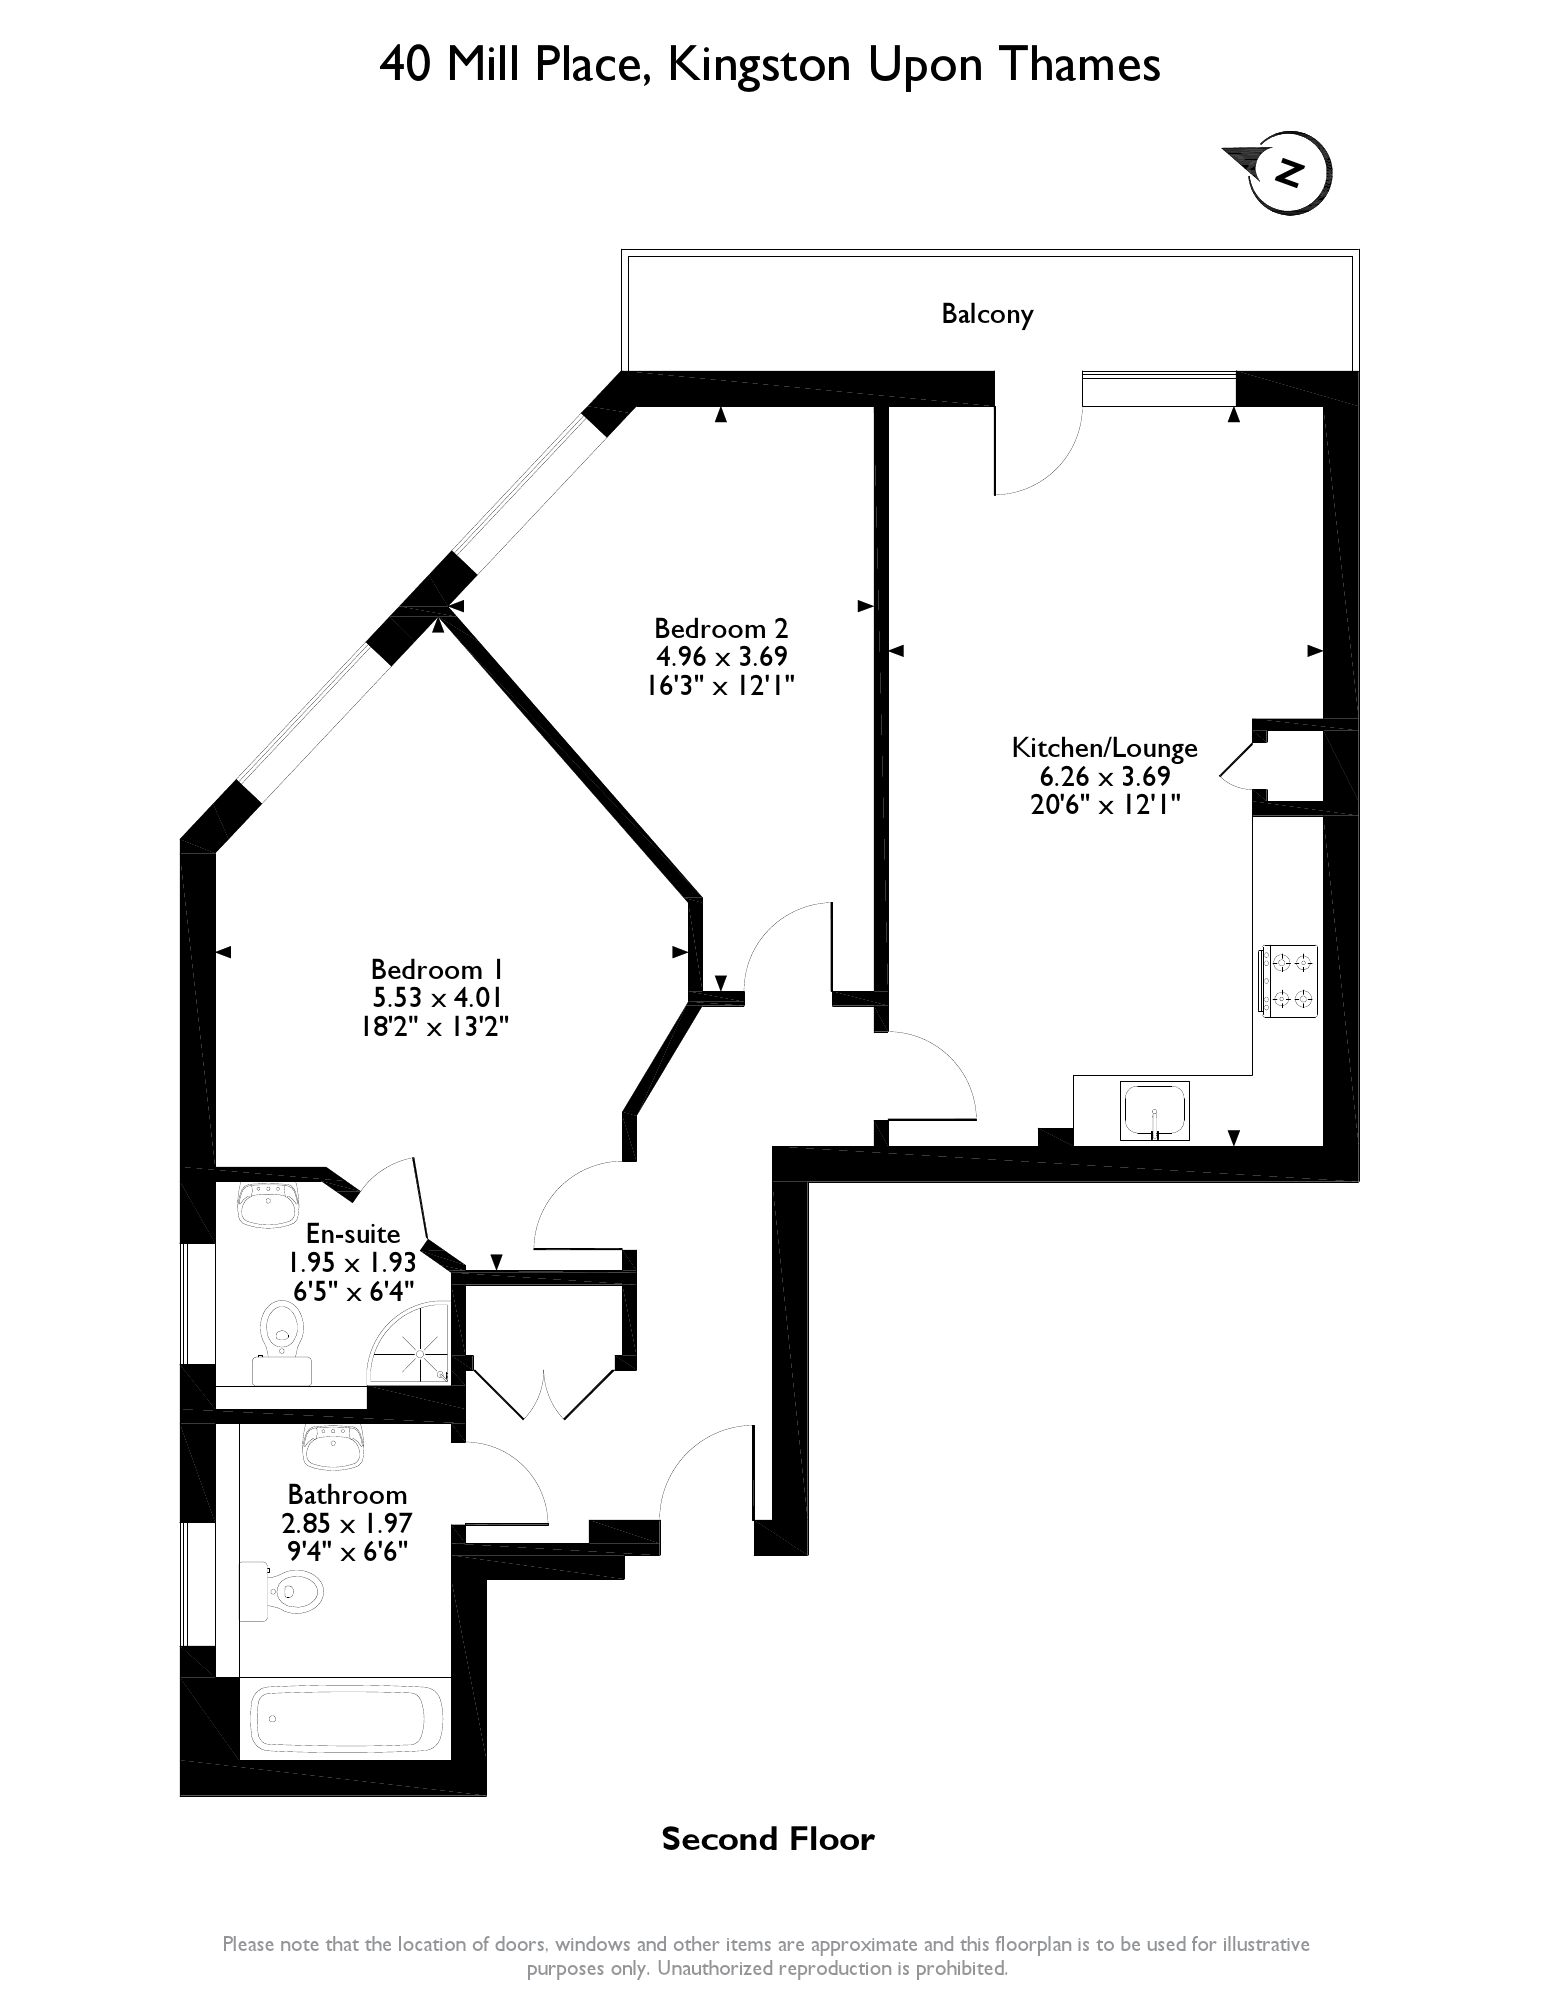 40 Mill Place, Kingston Upon Thames
N
Balcony
Bedroom 2
4.96 x 3.69
16'3" x 12'1"
Kitchen/Lounge
6.26 x 3.69
20'6" x 12'1"
Bedroom 1
5.53 x 4.01
18'2" x 13'2"
En-suite
1.95 x 1.93
6'5" x 6'4"
Bathroom
2.85 x 1.97
9'4" x 6'6"
Second Floor
Please note that the location of doors, windows and other items are approximate and this floorplan is to be used for illustrative
purposes only. Unauthorized reproduction is prohibited.